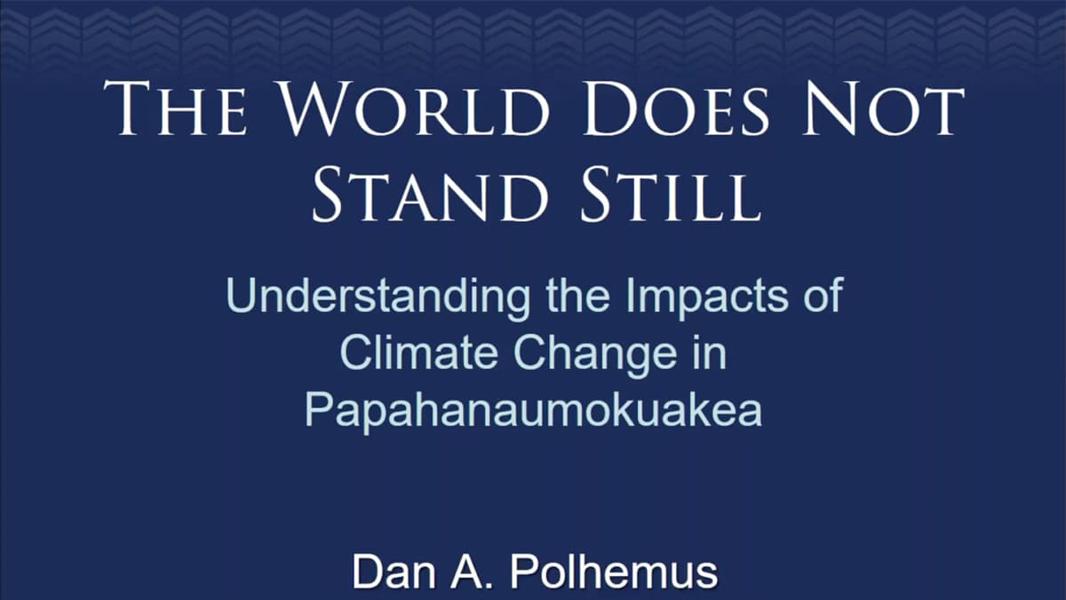 THE WORLD DOES NOT
STAND STILL
Understanding the Impacts of
Climate Change in
Papahanaumokuakea
Dan A. Polhemus